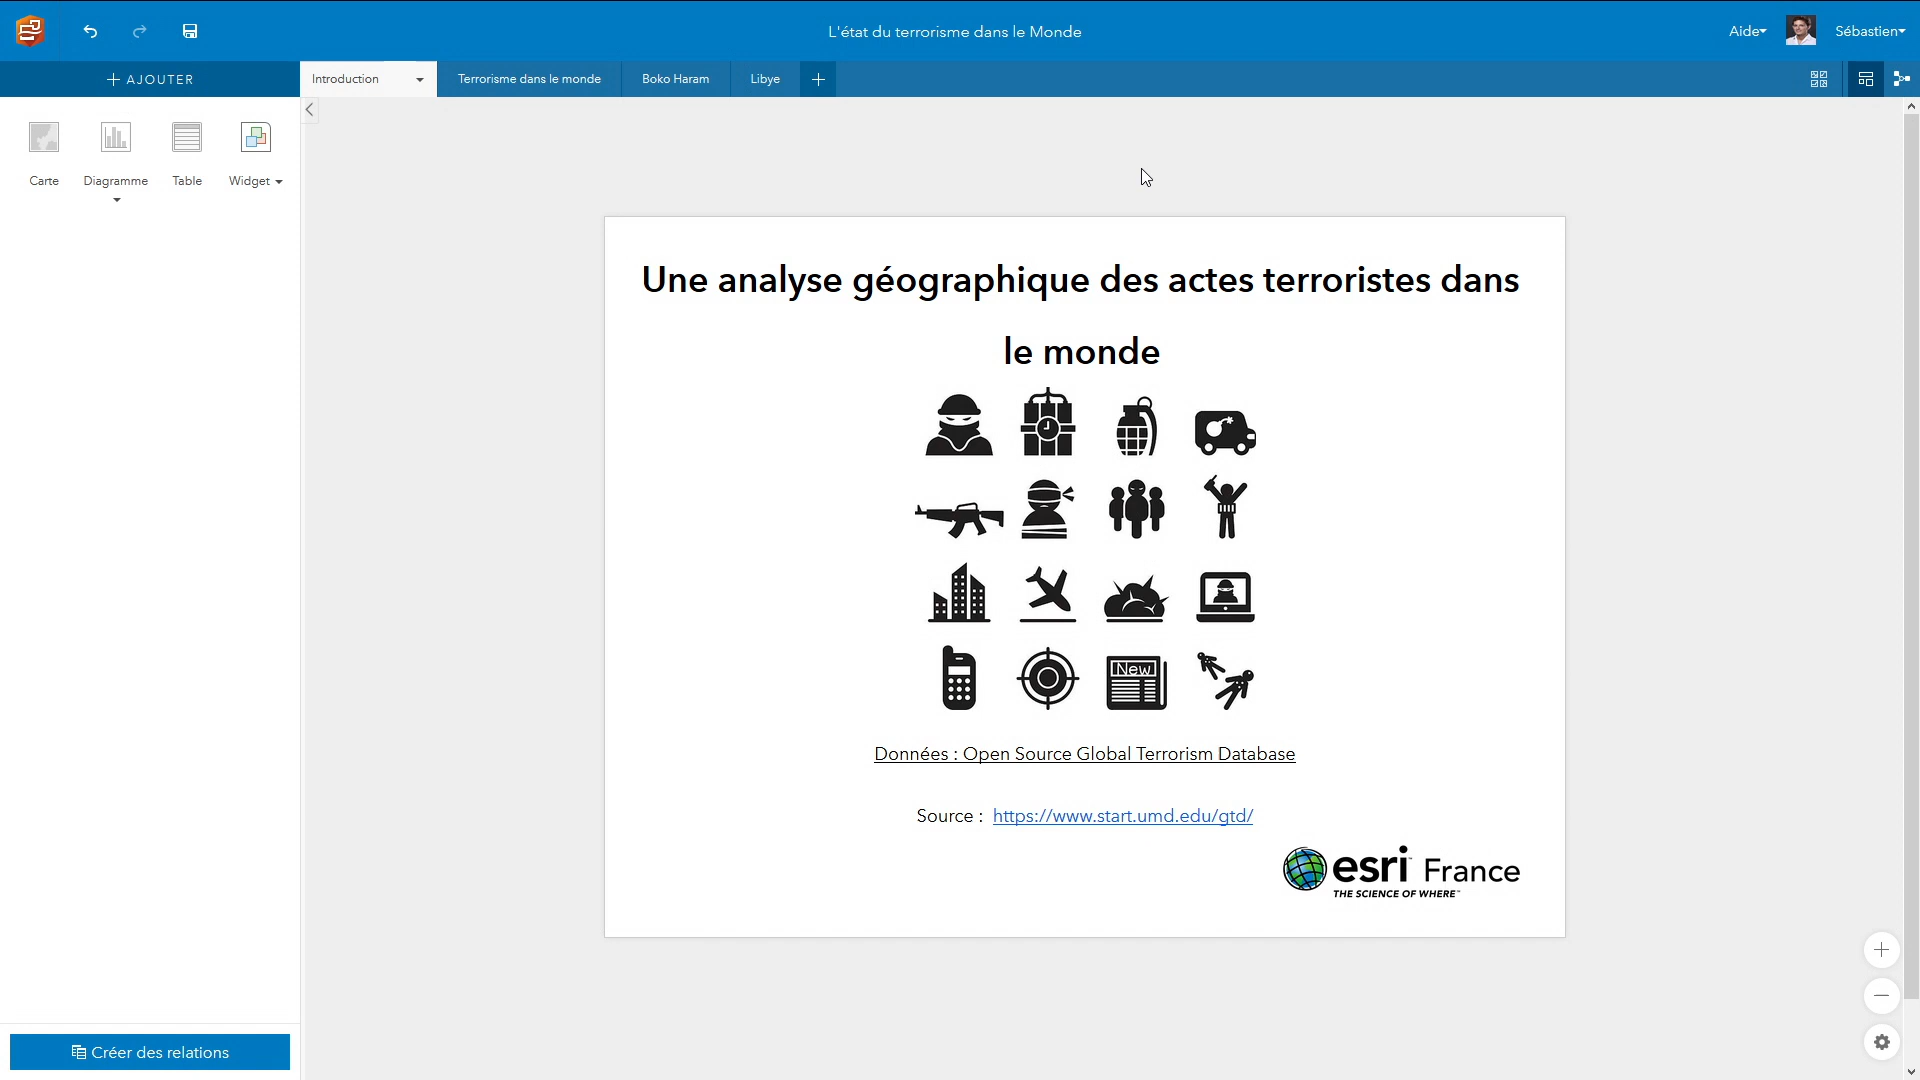 L'état du terrorisme dans le Monde
Aide
Sébastien
AJOUTER
Introduction
Terrorisme dans le monde
Boko Haram
Libye
Carte
Diagramme
Table
Widget
Une analyse géographique des actes terroristes dans
le monde
New
Données : Open Source Global Terrorism Database
Source : https://www.start.umd.edu/gtd/
esri France
THE SCIENCE OF WHERE™
Créer des relations